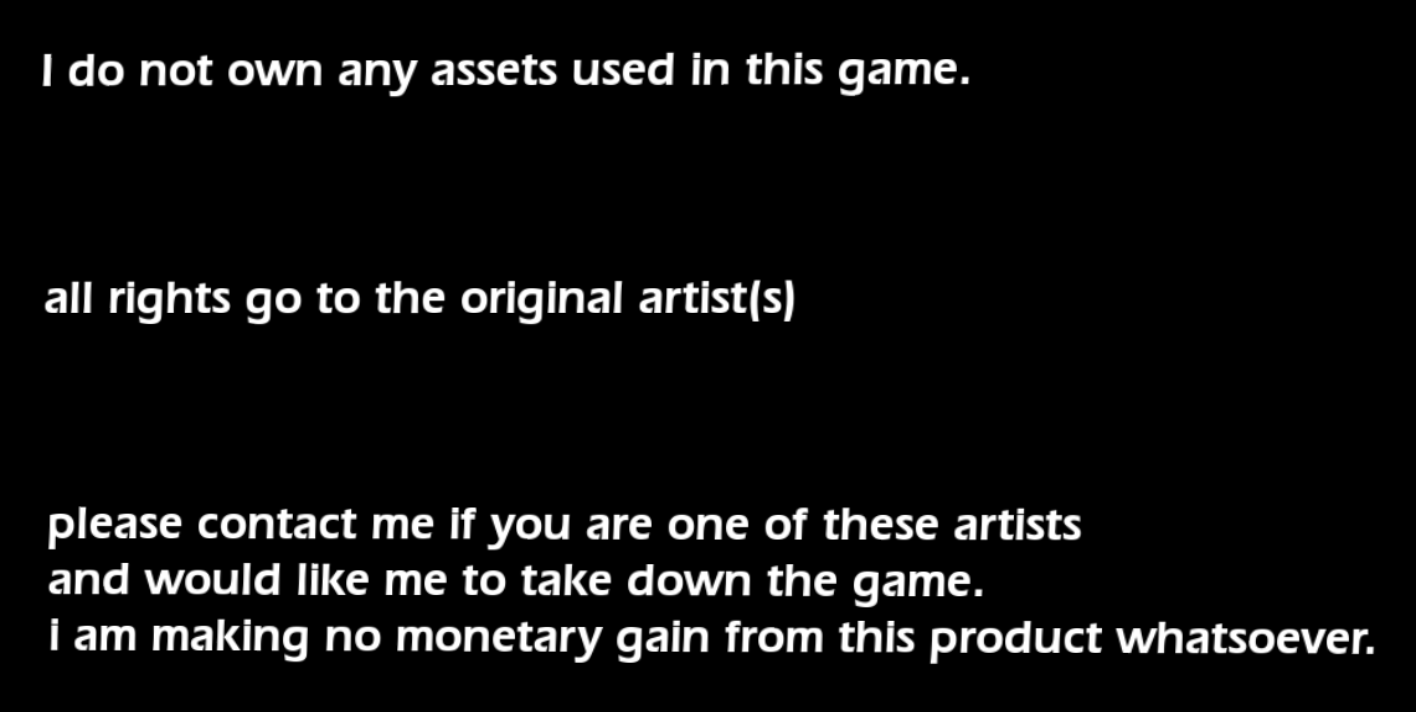 I do not own any assets used in this game.
all rights go to the original artist(s)
please contact me if you are one of these artists
and would like me to take down the game.
i am making no monetary gain from this product whatsoever.